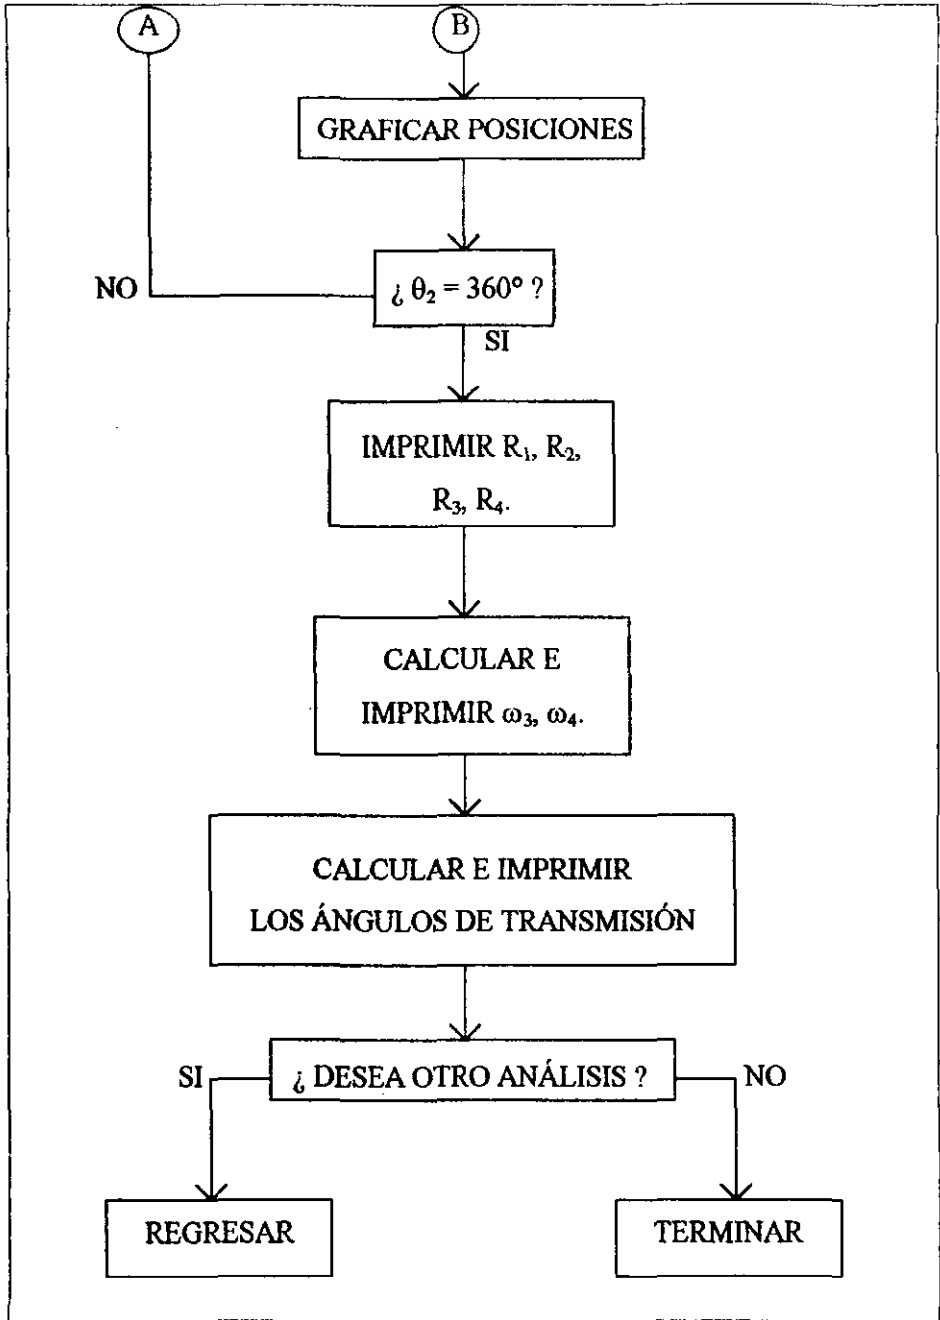 A
B
GRAFICAR POSICIONES
NO
¿ θ₂ = 360° ?
SI
IMPRIMIR R₁, R₂,
R₃, R₄.
CALCULAR E
IMPRIMIR ω₃, ω₄.
CALCULAR E IMPRIMIR
LOS ÁNGULOS DE TRANSMISIÓN
SI
¿ DESEA OTRO ANÁLISIS ?
NO
REGRESAR
TERMINAR